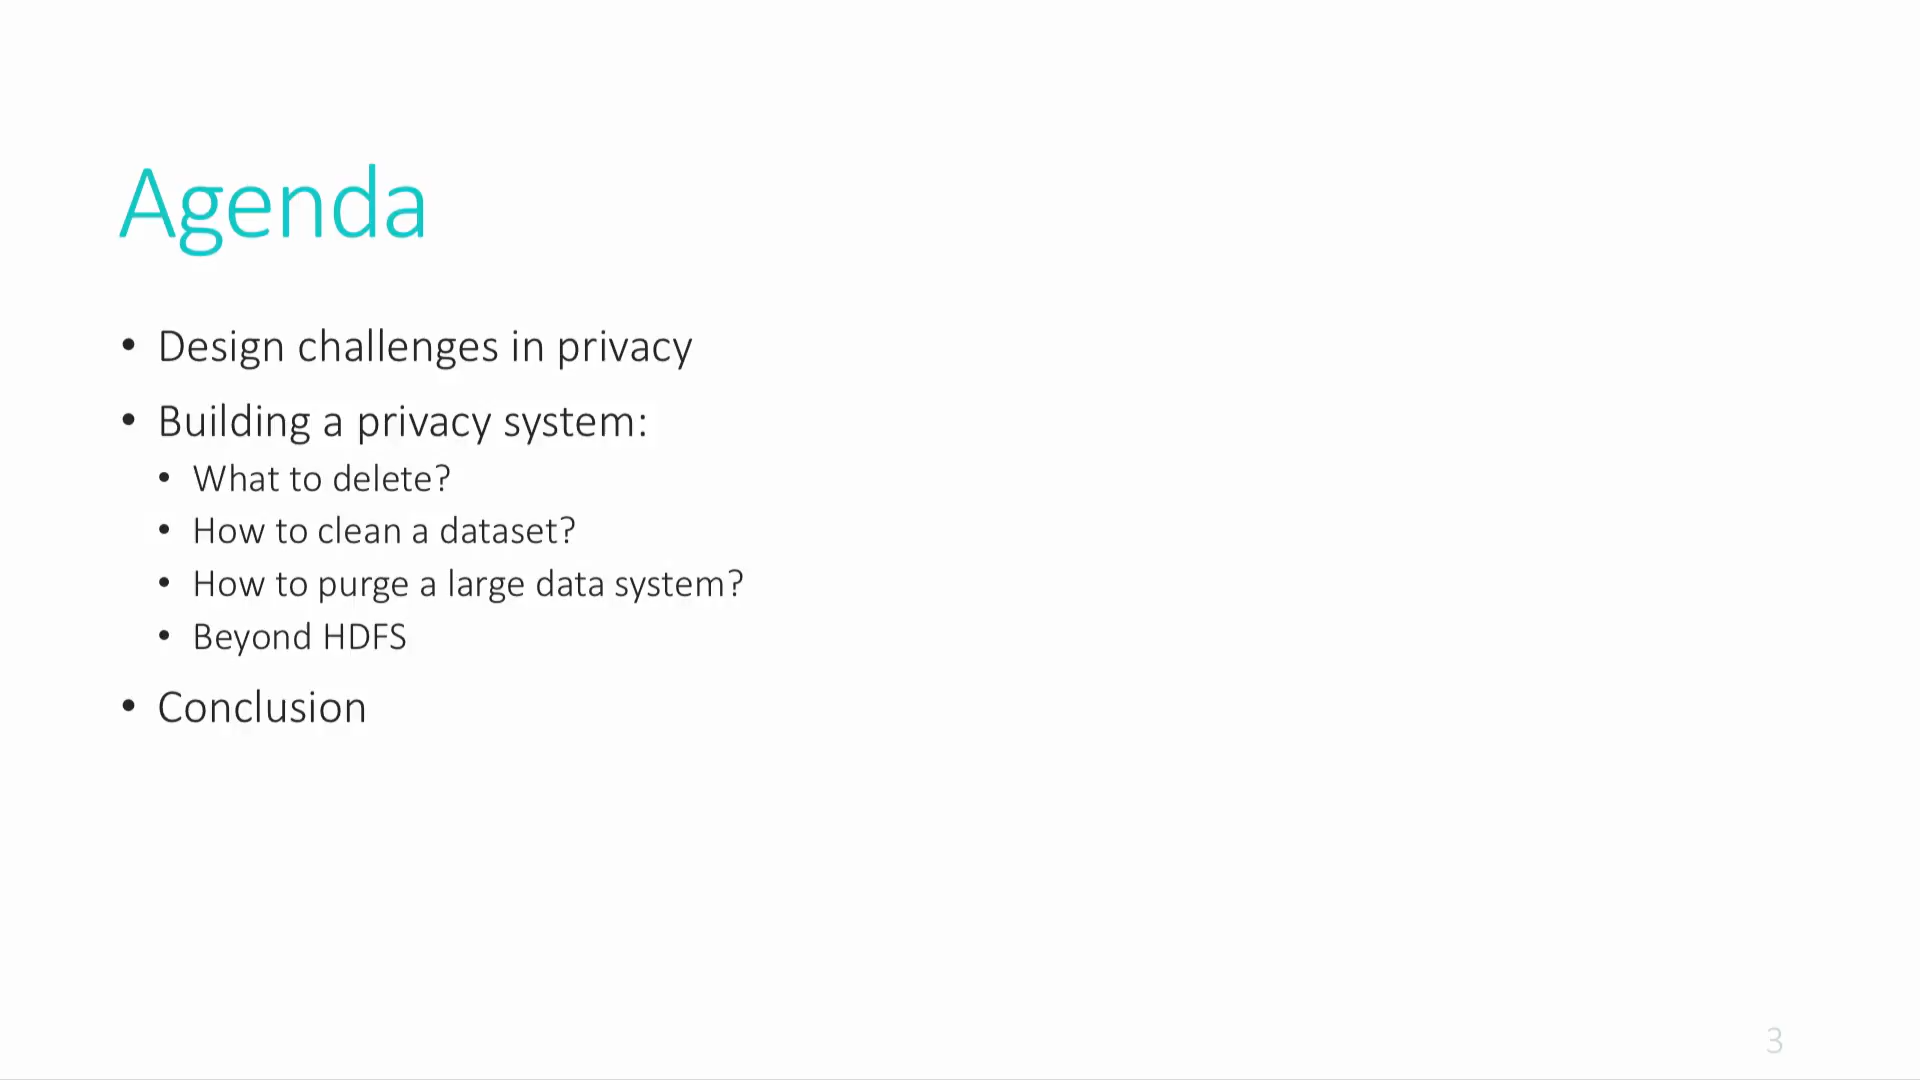 Agenda
• Design challenges in privacy
• Building a privacy system:
• What to delete?
• How to clean a dataset?
• How to purge a large data system?
• Beyond HDFS
• Conclusion
3